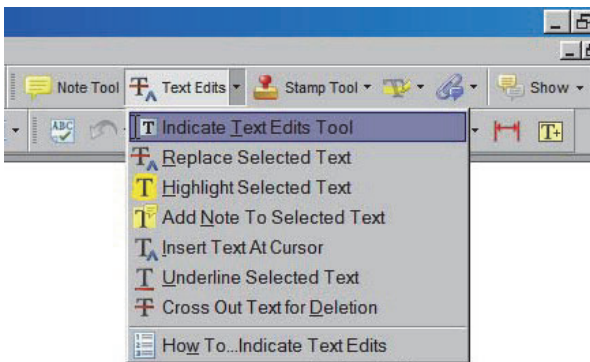 Note Tool Text Edits Stamp Tool Show
ABC T+
Indicate Text Edits Tool
Replace Selected Text
Highlight Selected Text
Add Note To Selected Text
Insert Text At Cursor
Underline Selected Text
Cross Out Text for Deletion
How To...Indicate Text Edits